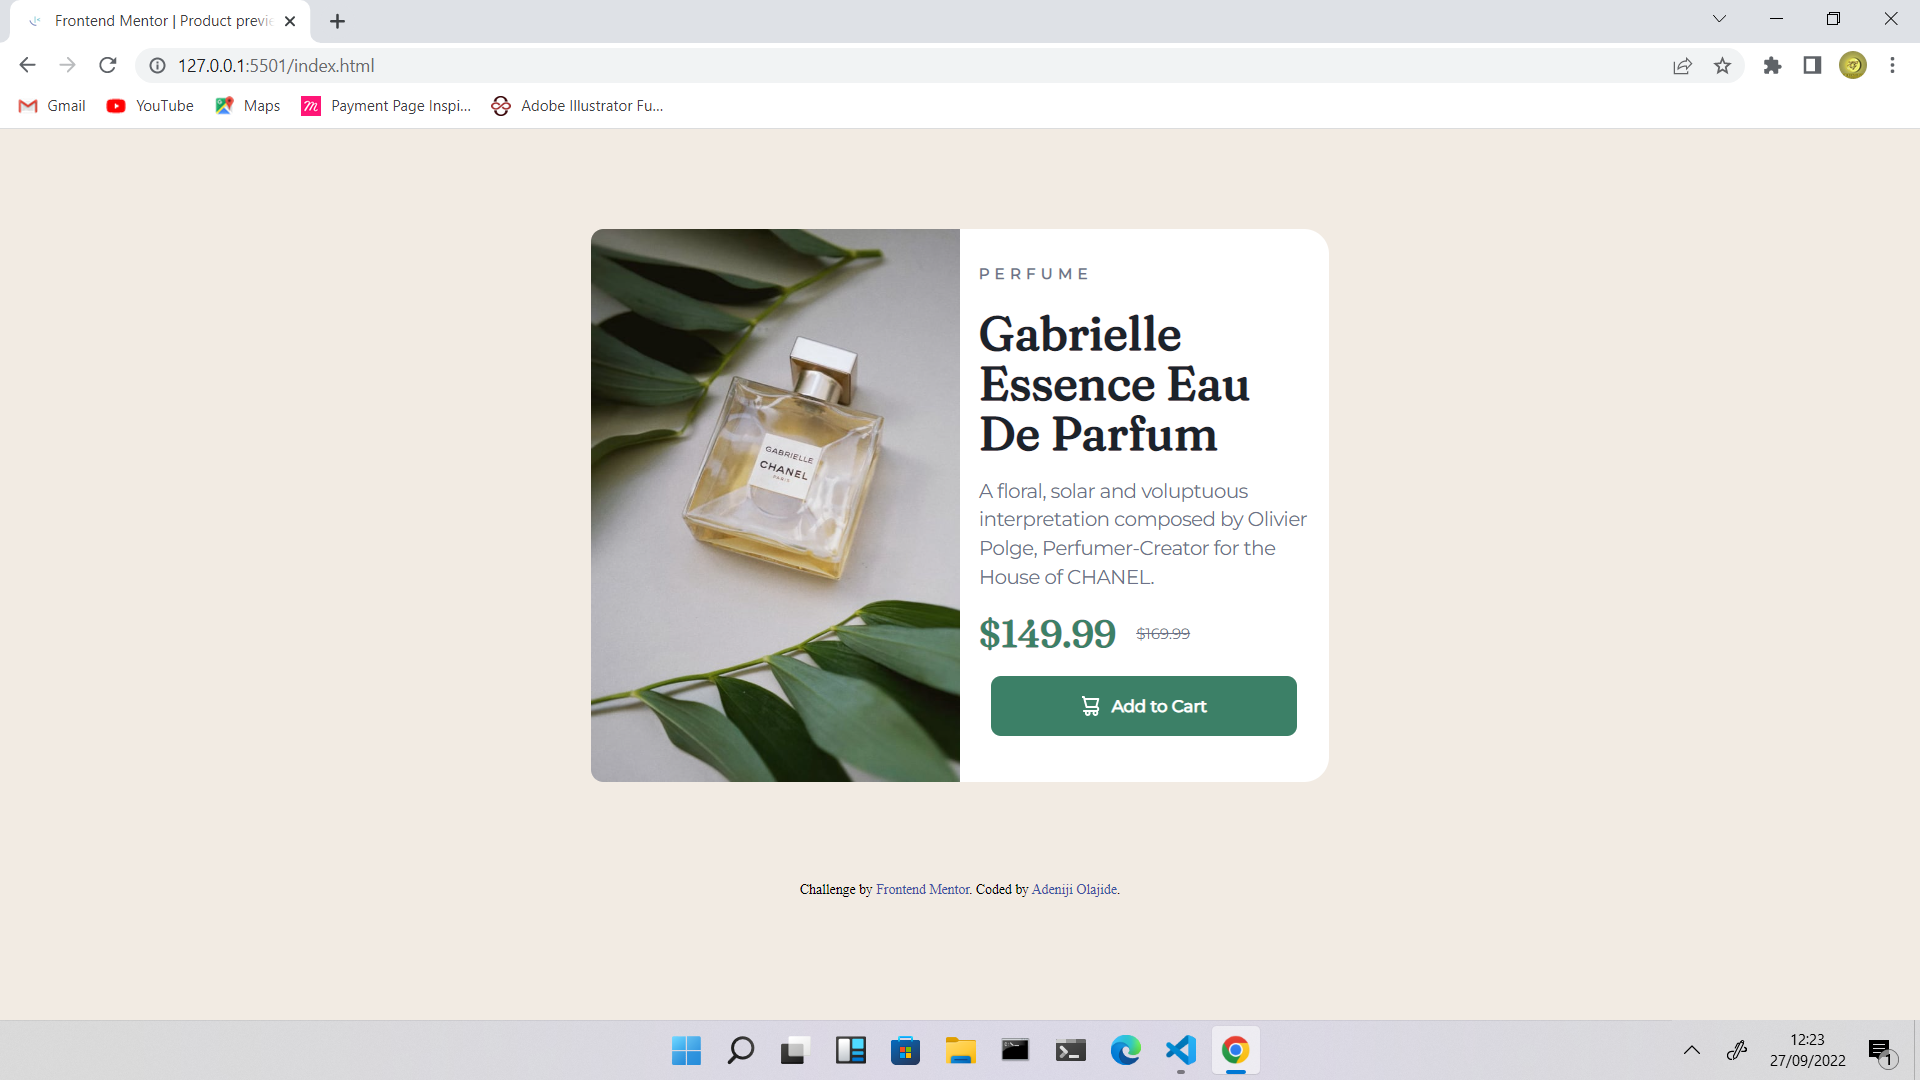 Frontend Mentor | Product previe
127.0.0.1:5501/index.html
Gmail YouTube Maps Payment Page Inspi... Adobe Illustrator Fu...
PERFUME
Gabrielle
Essence Eau
De Parfum
A floral, solar and voluptuous
interpretation composed by Olivier
Polge, Perfumer-Creator for the
House of CHANEL.
$149.99 $169.99
Add to Cart
GABRIELLE
CHANEL
PARIS
Challenge by Frontend Mentor. Coded by Adeniji Olajide.
12:23
27/09/2022
1